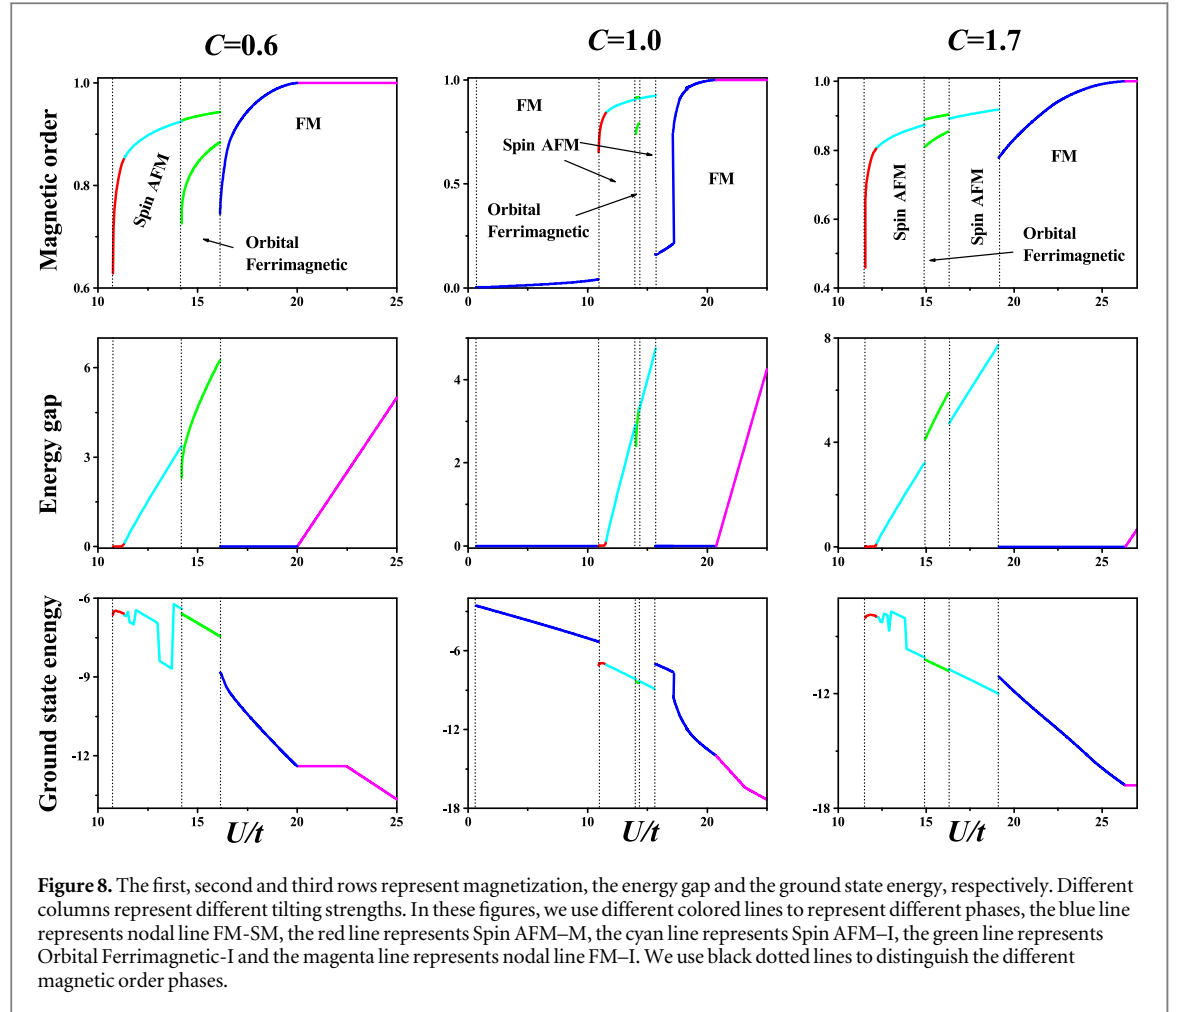 C=0.6
C=1.0
C=1.7
Magnetic order
1.0
0.8
0.6
10
15
20
25
Spin AFM
FM
Orbital
Ferrimagnetic
1.0
0.5
0.0
0
10
20
FM
Spin AFM
Orbital
Ferrimagnetic
FM
1.0
0.8
0.6
0.4
10
15
20
25
Spin AFM
Spin AFM
FM
Orbital
Ferrimagnetic
Energy gap
6
3
0
10
15
20
25
4
2
0
0
10
20
8
4
0
10
15
20
25
Ground state energy
-6
-9
-12
10
15
20
25
U/t
-6
-12
-18
0
10
20
U/t
-12
-18
10
15
20
25
U/t
Figure 8. The first, second and third rows represent magnetization, the energy gap and the ground state energy, respectively. Different
columns represent different tilting strengths. In these figures, we use different colored lines to represent different phases, the blue line
represents nodal line FM-SM, the red line represents Spin AFM–M, the cyan line represents Spin AFM–I, the green line represents
Orbital Ferrimagnetic-I and the magenta line represents nodal line FM–I. We use black dotted lines to distinguish the different
magnetic order phases.